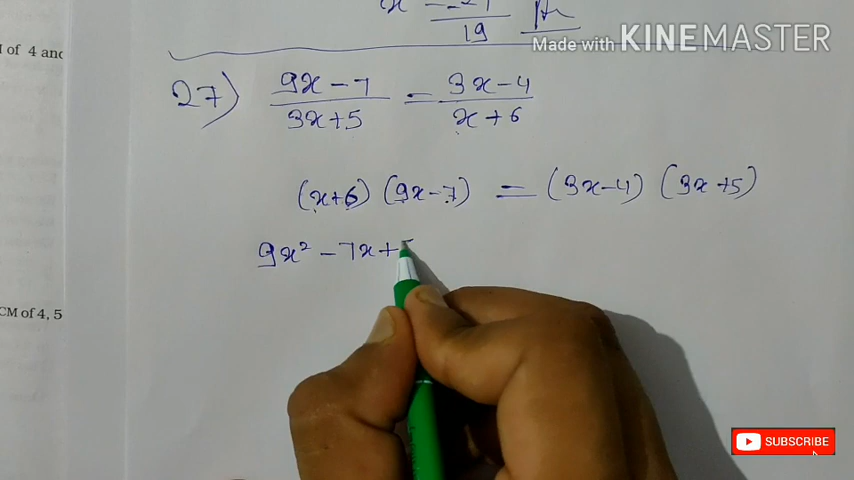 19
Made with KINEMASTER
of 4 and
27) 9x-7/3x+5 = 3x-4/x+6
(x+6) (9x-7) = (3x-4) (3x+5)
9x² - 7x +
CM of 4, 5
SUBSCRIBE